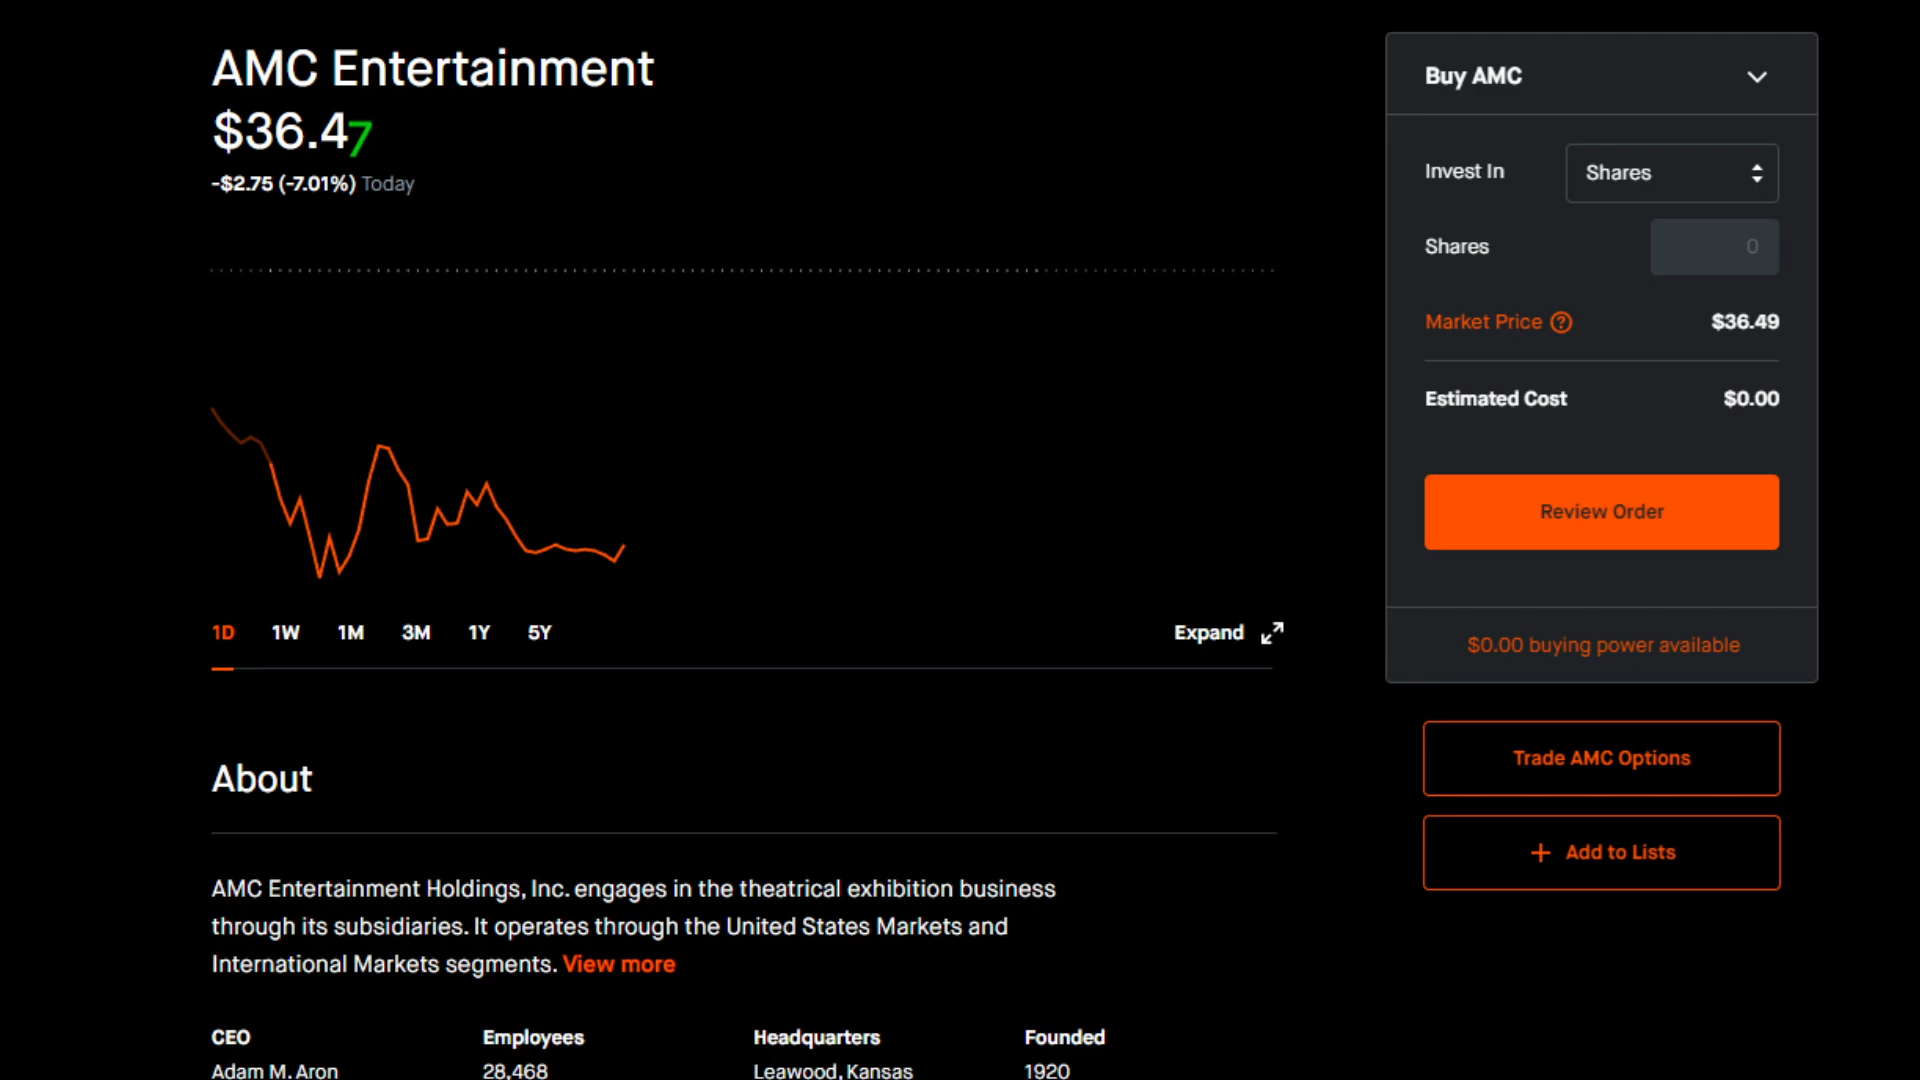 AMC Entertainment
$36.47
-$2.75 (-7.01%) Today
1D 1W 1M 3M 1Y 5Y
Expand
About
AMC Entertainment Holdings, Inc. engages in the theatrical exhibition business
through its subsidiaries. It operates through the United States Markets and
International Markets segments. View more
CEO Employees Headquarters Founded
Adam M. Aron 28,468 Leawood, Kansas 1920
Buy AMC
Invest In Shares
Shares 0
Market Price ? $36.49
Estimated Cost $0.00
Review Order
$0.00 buying power available
Trade AMC Options
+ Add to Lists